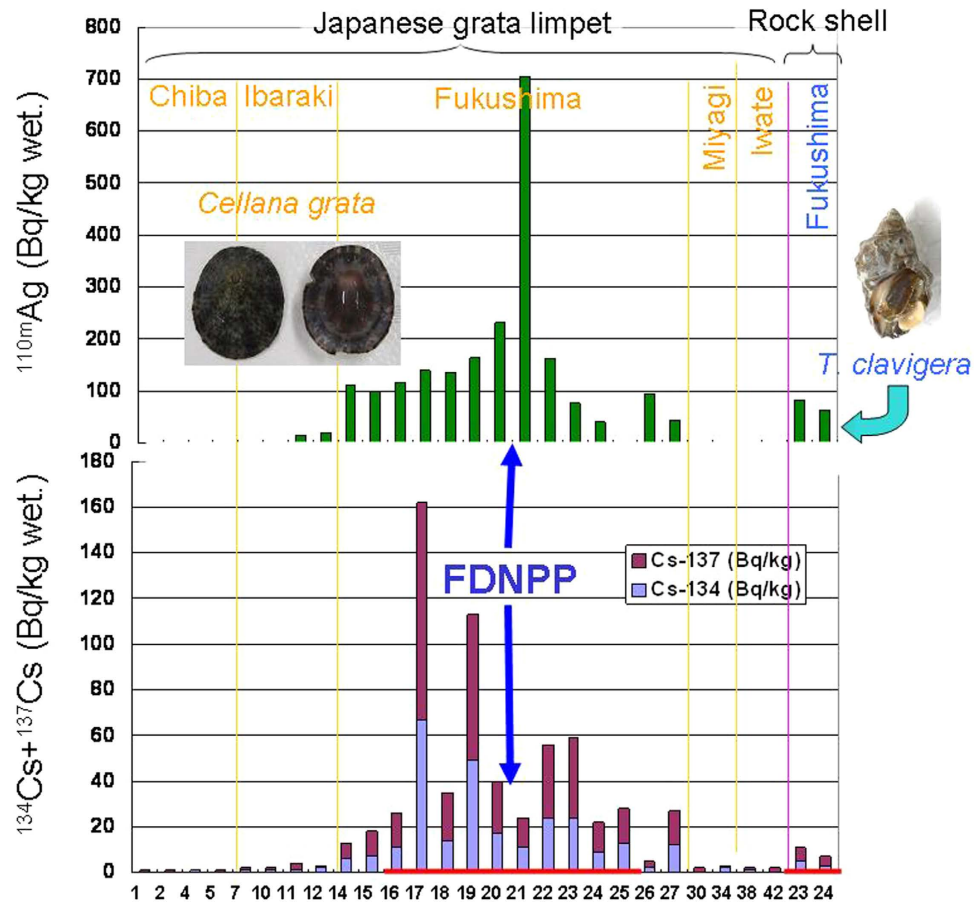 Japanese grata limpet
Rock shell
800
700
600
500
400
300
200
100
0
110mAg (Bq/kg wet.)
Chiba
Ibaraki
Fukushima
Miyagi
Iwate
Fukushima
Cellana grata
T. clavigera
180
160
140
120
100
80
60
40
20
0
134Cs+137Cs (Bq/kg wet.)
FDNPP
Cs-137 (Bq/kg)
Cs-134 (Bq/kg)
1 2 4 5 7 10 11 12 14 15 16 17 18 19 20 21 22 23 24 25 26 27 30 34 38 42 23 24